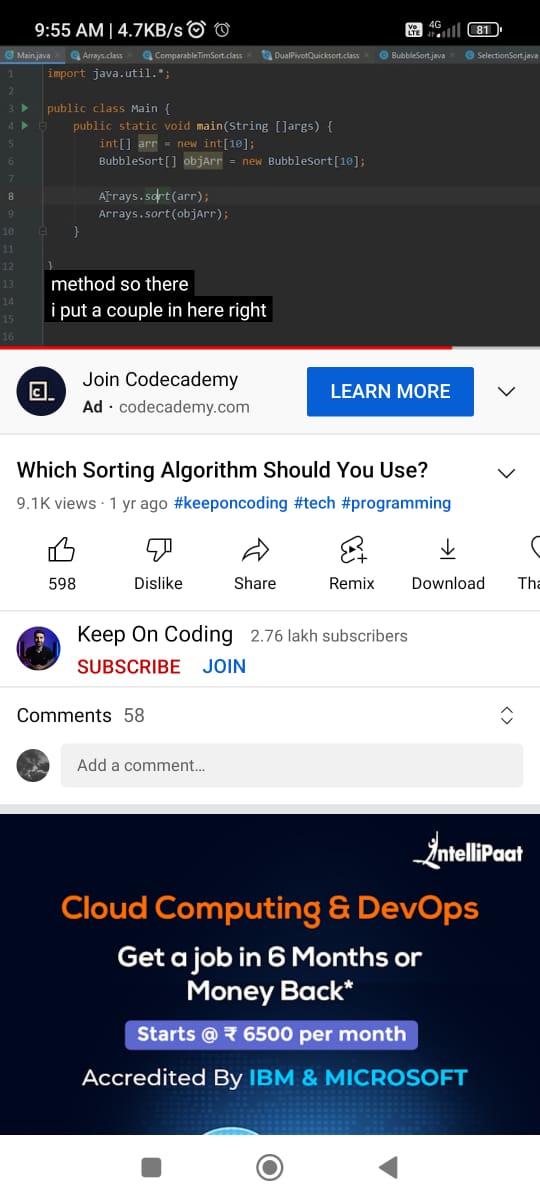 9:55 AM | 4.7KB/s
Vo LTE 4G 81
Main.java Arrays.class ComparableTimSort.class DualPivotQuicksort.class BubbleSort.java SelectionSort.java
1 import java.util.*;
2
3 public class Main {
4 public static void main(String []args) {
5 int[] arr = new int[10];
6 BubbleSort[] objArr = new BubbleSort[10];
7
8 Arrays.sort(arr);
9 Arrays.sort(objArr);
10 }
11
12 }
13 method so there
14 i put a couple in here right
15
16
Join Codecademy
Ad · codecademy.com
LEARN MORE
Which Sorting Algorithm Should You Use?
9.1K views · 1 yr ago #keeponcoding #tech #programming
598 Dislike Share Remix Download Tha
Keep On Coding 2.76 lakh subscribers
SUBSCRIBE JOIN
Comments 58
Add a comment...
IntelliPaat
Cloud Computing & DevOps
Get a job in 6 Months or
Money Back*
Starts @ ₹ 6500 per month
Accredited By IBM & MICROSOFT